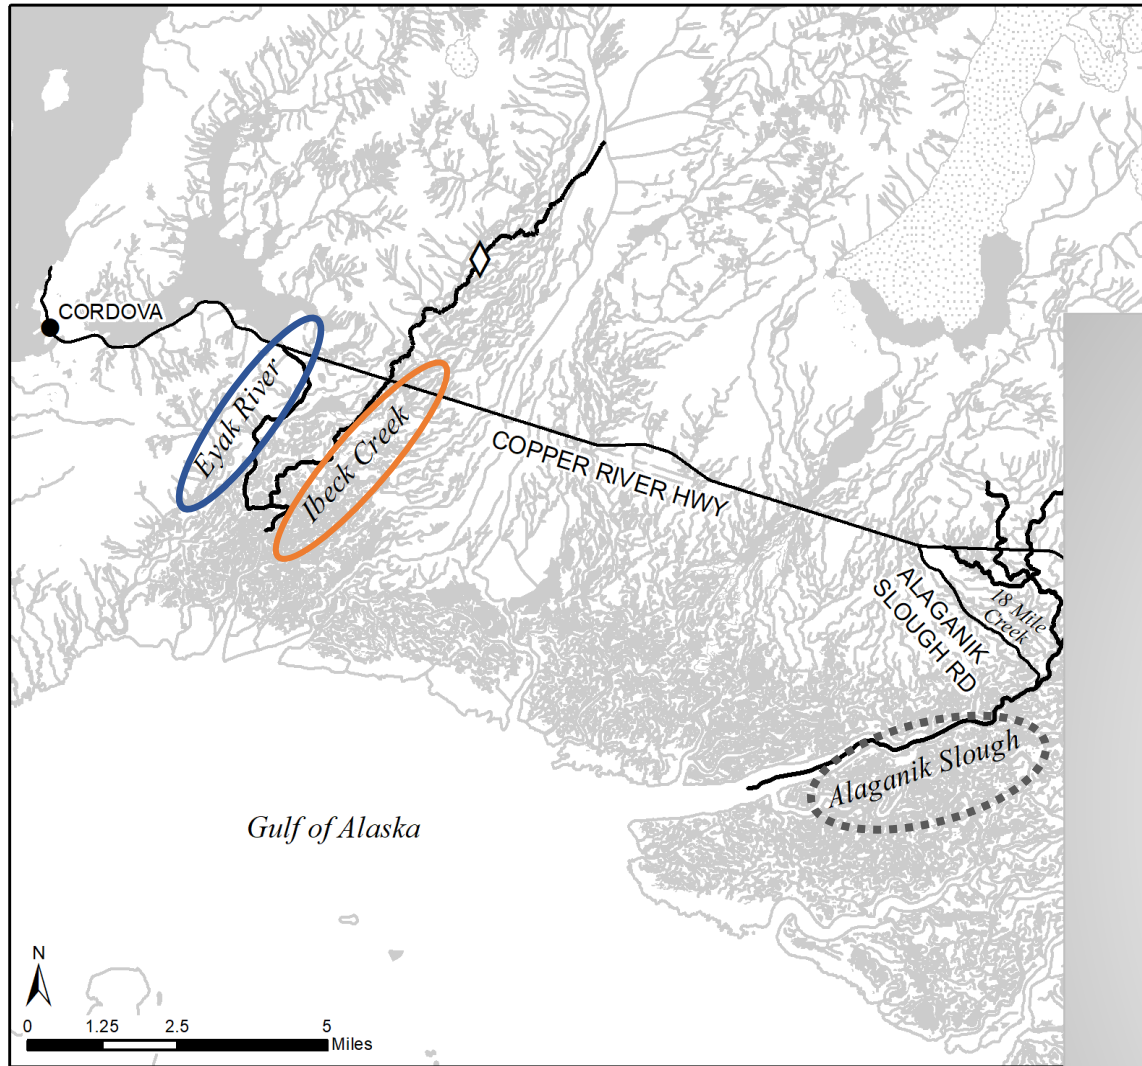 CORDOVA
Eyak River
Ibeck Creek
COPPER RIVER HWY
ALAGANIK
SLOUGH RD
18 Mile
Creek
Alaganik Slough
Gulf of Alaska
N
0 1.25 2.5 5
Miles